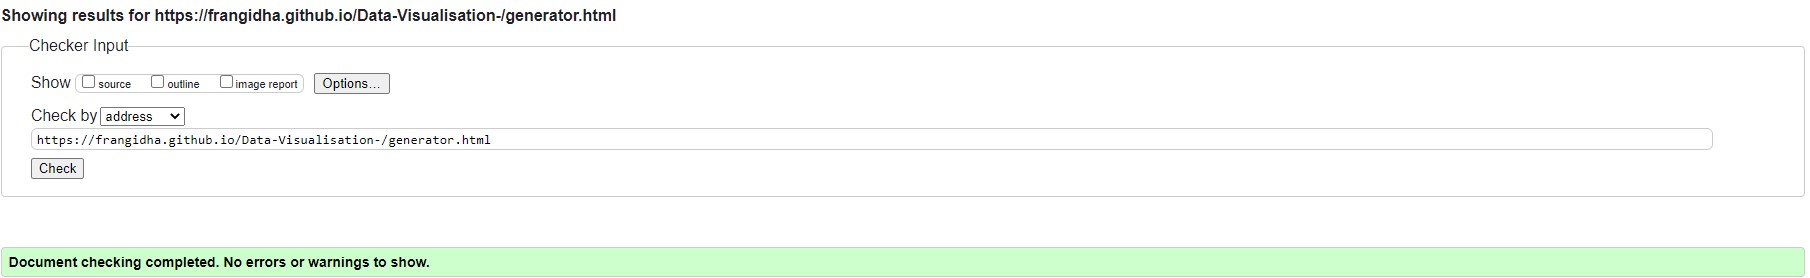 Showing results for https://frangidha.github.io/Data-Visualisation-/generator.html
Checker Input
Show source outline image report Options...
Check by address
https://frangidha.github.io/Data-Visualisation-/generator.html
Check
Document checking completed. No errors or warnings to show.